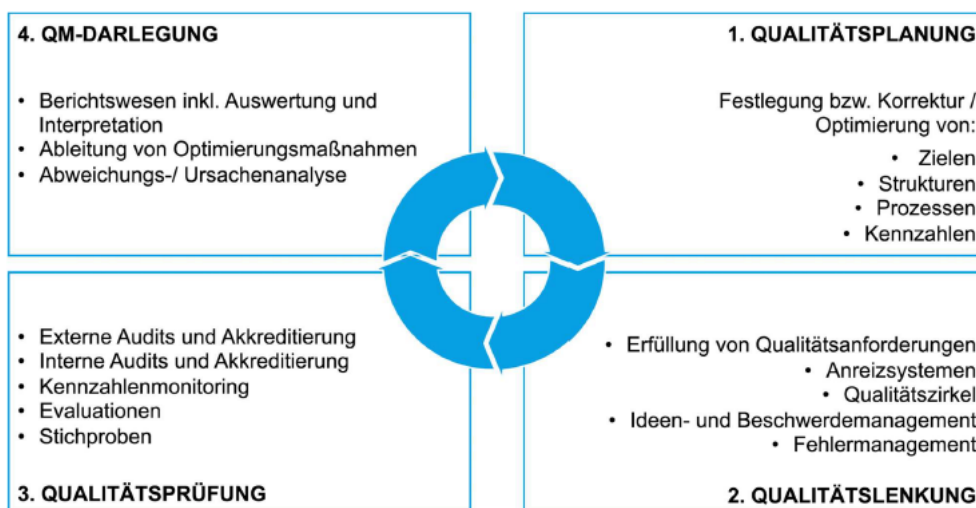 4. QM-DARLEGUNG
• Berichtswesen inkl. Auswertung und
Interpretation
• Ableitung von Optimierungsmaßnahmen
• Abweichungs-/ Ursachenanalyse
1. QUALITÄTSPLANUNG
Festlegung bzw. Korrektur /
Optimierung von:
• Zielen
• Strukturen
• Prozessen
• Kennzahlen
• Externe Audits und Akkreditierung
• Interne Audits und Akkreditierung
• Kennzahlenmonitoring
• Evaluationen
• Stichproben
3. QUALITÄTSPRÜFUNG
• Erfüllung von Qualitätsanforderungen
• Anreizsystemen
• Qualitätszirkel
• Ideen- und Beschwerdemanagement
• Fehlermanagement
2. QUALITÄTSLENKUNG